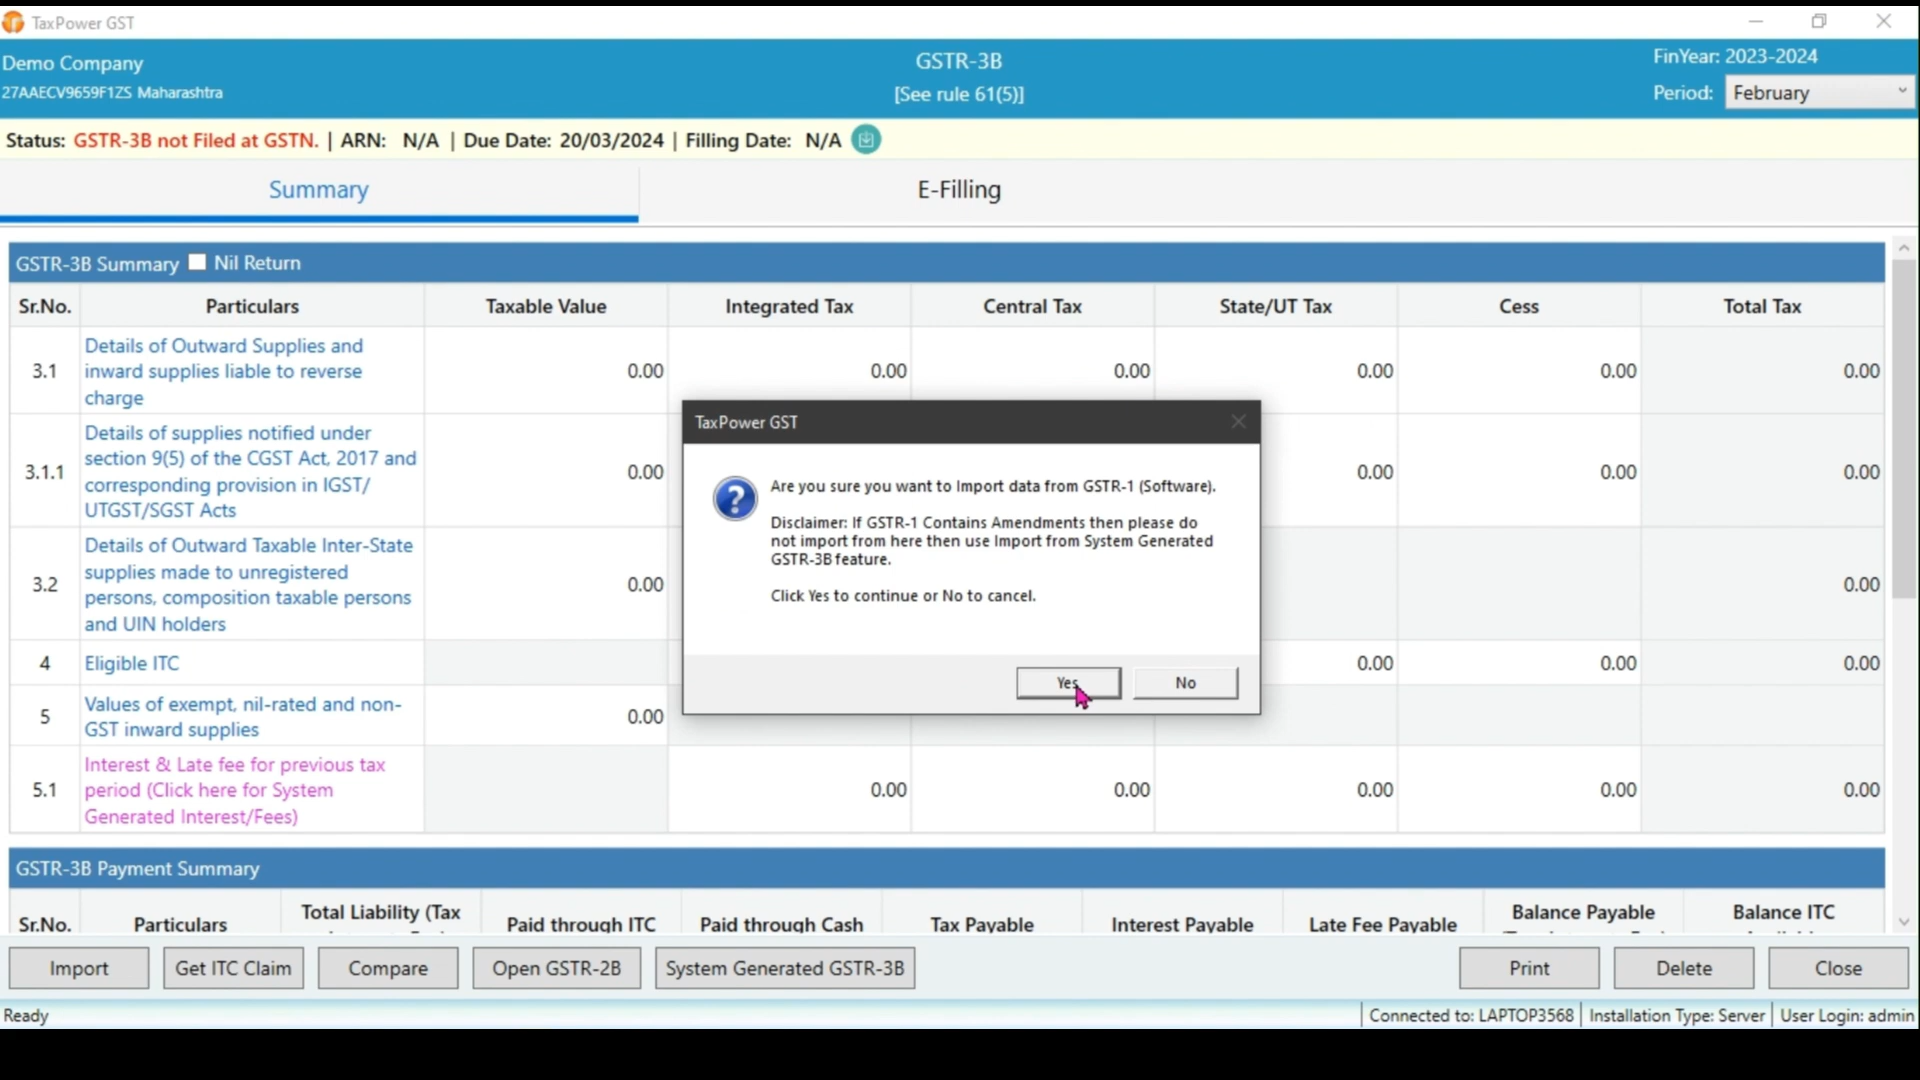 TaxPower GST
Demo Company
GSTR-3B
FinYear: 2023-2024
27AAECV9659F1ZS Maharashtra
[See rule 61(5)]
Period: February
Status: GSTR-3B not Filed at GSTN. | ARN: N/A | Due Date: 20/03/2024 | Filling Date: N/A
Summary
E-Filling
GSTR-3B Summary Nil Return
Sr.No. Particulars Taxable Value Integrated Tax Central Tax State/UT Tax Cess Total Tax
3.1 Details of Outward Supplies and
inward supplies liable to reverse
charge
0.00 0.00 0.00 0.00 0.00 0.00
3.1.1 Details of supplies notified under
section 9(5) of the CGST Act, 2017 and
corresponding provision in IGST/
UTGST/SGST Acts
0.00 0.00 0.00 0.00
3.2 Details of Outward Taxable Inter-State
supplies made to unregistered
persons, composition taxable persons
and UIN holders
0.00 0.00
4 Eligible ITC 0.00 0.00 0.00
5 Values of exempt, nil-rated and non-
GST inward supplies
0.00
5.1 Interest & Late fee for previous tax
period (Click here for System
Generated Interest/Fees)
0.00 0.00 0.00 0.00 0.00
TaxPower GST
Are you sure you want to Import data from GSTR-1 (Software).
Disclaimer: If GSTR-1 Contains Amendments then please do
not import from here then use Import from System Generated
GSTR-3B feature.
Click Yes to continue or No to cancel.
Yes No
GSTR-3B Payment Summary
Sr.No. Particulars Total Liability (Tax Paid through ITC Paid through Cash Tax Payable Interest Payable Late Fee Payable Balance Payable Balance ITC
Import Get ITC Claim Compare Open GSTR-2B System Generated GSTR-3B Print Delete Close
Ready Connected to: LAPTOP3568 Installation Type: Server User Login: admin